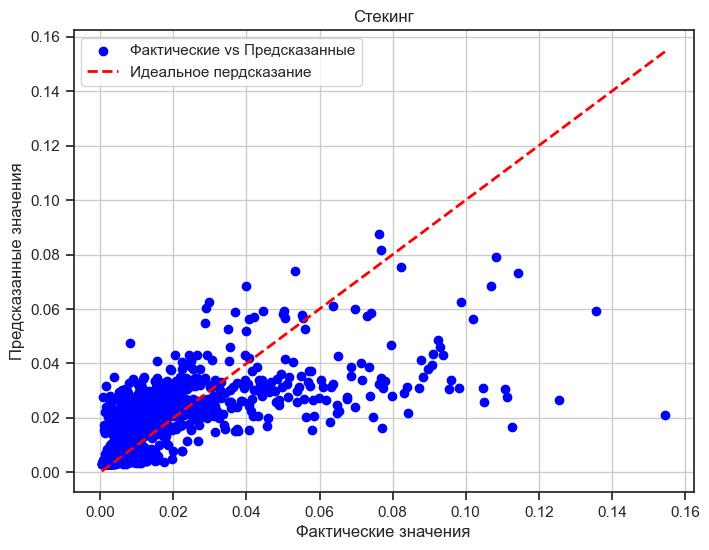 Стекинг
Фактические vs Предсказанные
Идеальное пердсказание
Предсказанные значения
0.16
0.14
0.12
0.10
0.08
0.06
0.04
0.02
0.00
0.00 0.02 0.04 0.06 0.08 0.10 0.12 0.14 0.16
Фактические значения